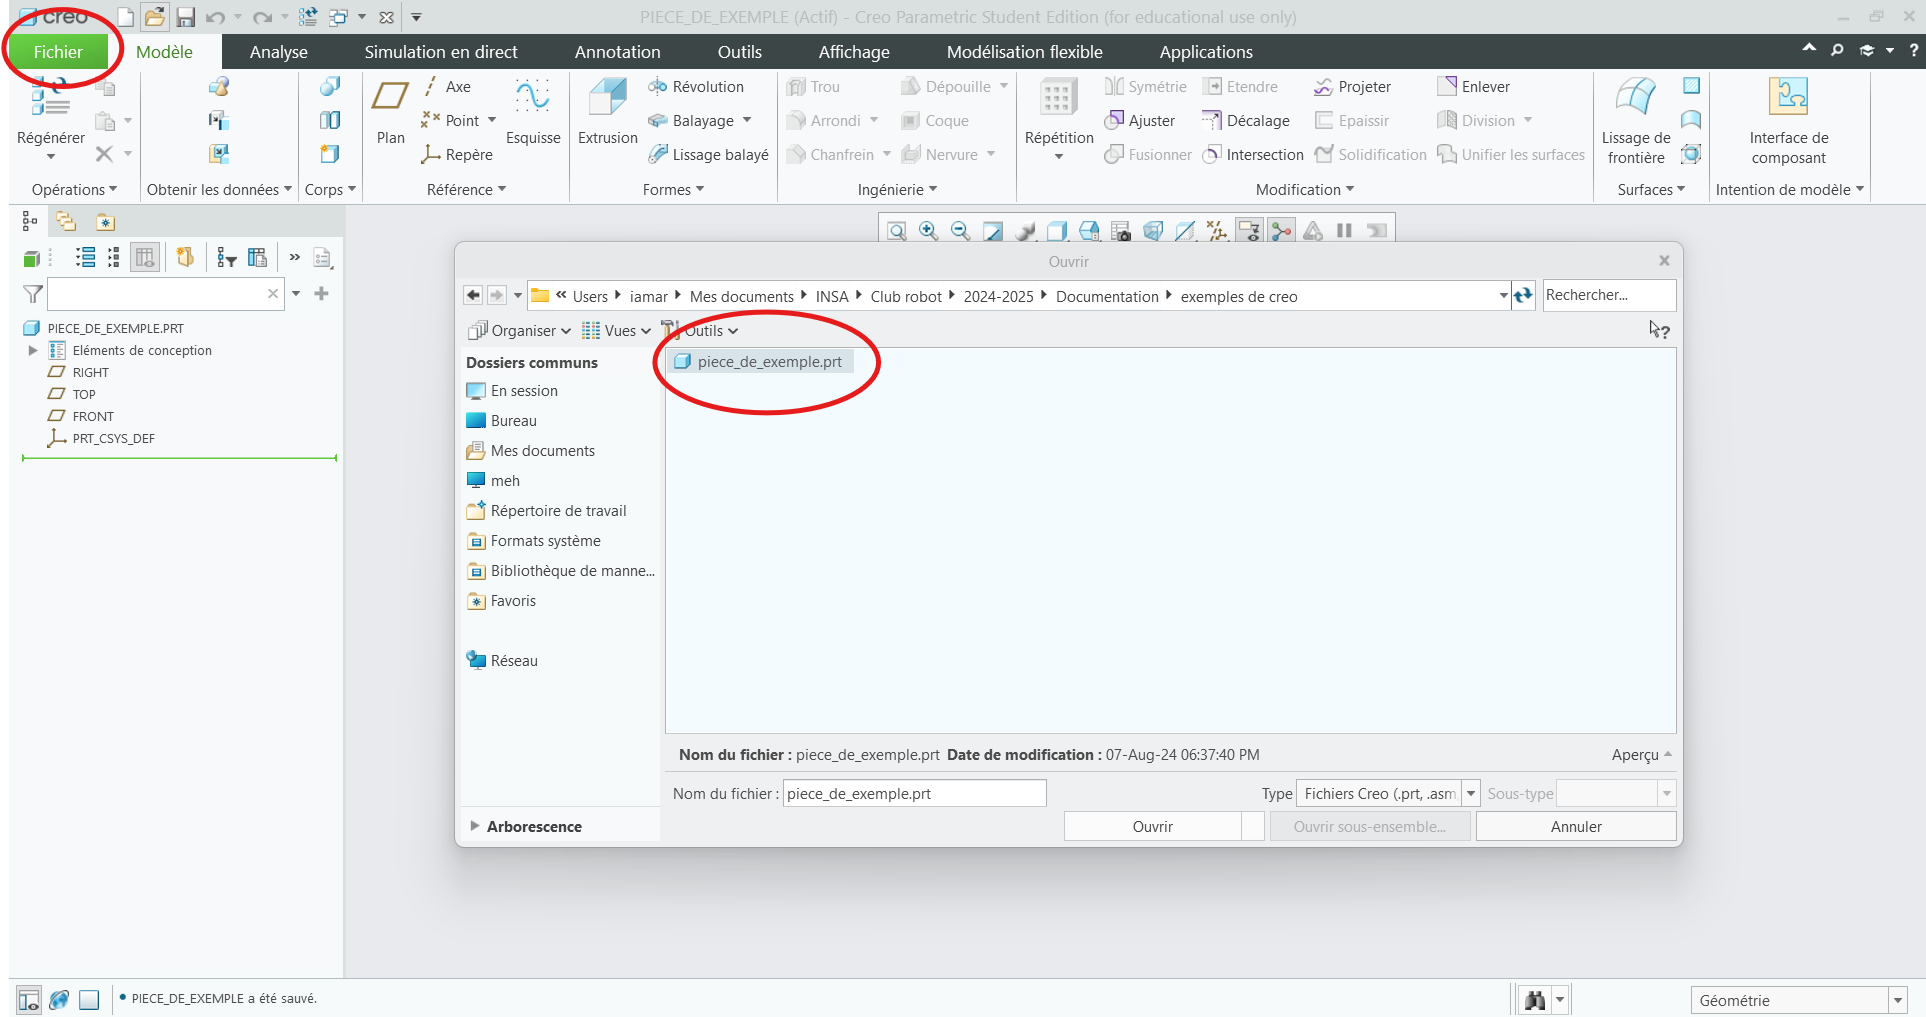 creo
PIECE_DE_EXEMPLE (Actif) - Creo Parametric Student Edition (for educational use only)
Fichier Modèle Analyse Simulation en direct Annotation Outils Affichage Modélisation flexible Applications
Régénérer
Opérations
Obtenir les données
Corps
Plan
Axe
Point
Repère
Esquisse
Référence
Extrusion
Révolution
Balayage
Lissage balayé
Formes
Trou
Arrondi
Chanfrein
Dépouille
Coque
Nervure
Ingénierie
Répétition
Symétrie
Ajuster
Fusionner
Etendre
Décalage
Intersection
Projeter
Epaissir
Solidification
Enlever
Division
Unifier les surfaces
Modification
Lissage de
frontière
Surfaces
Interface de
composant
Intention de modèle
PIECE_DE_EXEMPLE.PRT
Eléments de conception
RIGHT
TOP
FRONT
PRT_CSYS_DEF
Ouvrir
« Users iamar Mes documents INSA Club robot 2024-2025 Documentation exemples de creo
Rechercher...
Organiser Vues Outils
Dossiers communs
En session
Bureau
Mes documents
meh
Répertoire de travail
Formats système
Bibliothèque de manne...
Favoris
Réseau
Arborescence
piece_de_exemple.prt
Nom du fichier : piece_de_exemple.prt Date de modification : 07-Aug-24 06:37:40 PM
Aperçu
Nom du fichier : piece_de_exemple.prt
Type Fichiers Creo (.prt, .asm, Sous-type
Ouvrir Ouvrir sous-ensemble... Annuler
• PIECE_DE_EXEMPLE a été sauvé.
Géométrie